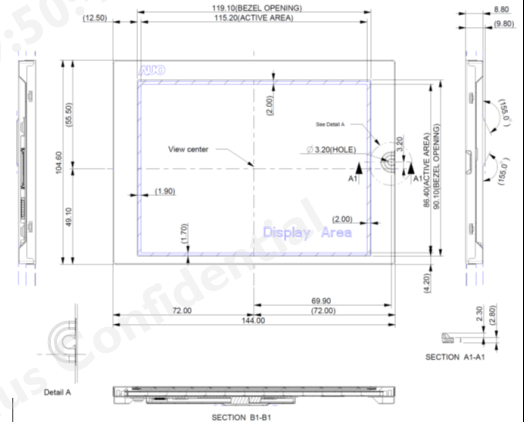 119.10(BEZEL OPENING)
(12.50)
115.20(ACTIVE AREA)
8.80
(9.80)
AUO
(2.00)
See Detail A
(55.50)
104.60
View center
Ø 3.20(HOLE)
3.20
A1
A1
86.40(ACTIVE AREA)
90.10(BEZEL OPENING)
(155.0°)
(155.0°)
(1.90)
49.10
(1.70)
(2.00)
Display Area
(4.20)
69.90
72.00
(72.00)
144.00
2.30
(2.80)
SECTION A1-A1
Detail A
SECTION B1-B1
:50
us Confidential